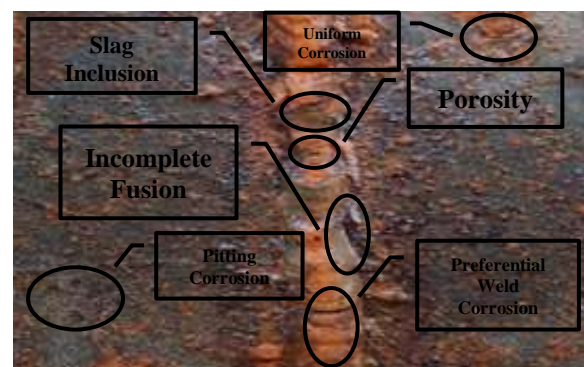 Slag
Inclusion
Uniform
Corrosion
Porosity
Incomplete
Fusion
Pitting
Corrosion
Preferential
Weld
Corrosion